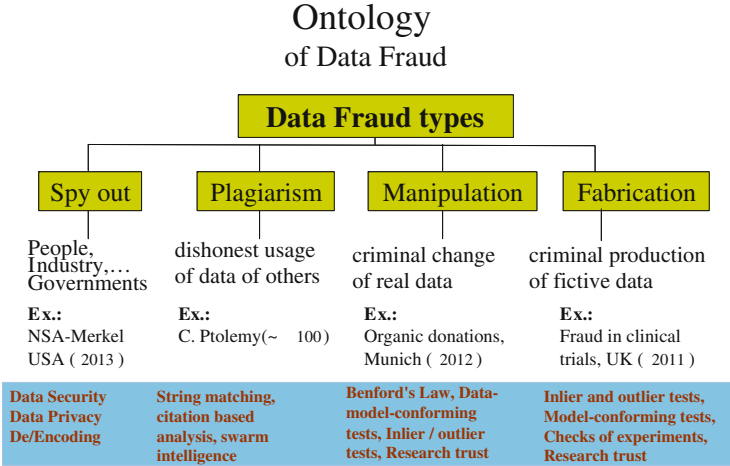 Ontology
of Data Fraud
Data Fraud types
Spy out
Plagiarism
Manipulation
Fabrication
People,
Industry,…
Governments
dishonest usage
of data of others
criminal change
of real data
criminal production
of fictive data
Ex.:
NSA-Merkel
USA ( 2013 )
Ex.:
C. Ptolemy(~ 100 )
Ex.:
Organic donations,
Munich ( 2012 )
Ex.:
Fraud in clinical
trials, UK ( 2011 )
Data Security
Data Privacy
De/Encoding
String matching,
citation based
analysis, swarm
intelligence
Benford's Law, Data-
model-conforming
tests, Inlier / outlier
tests, Research trust
Inlier and outlier tests,
Model-conforming tests,
Checks of experiments,
Research trust